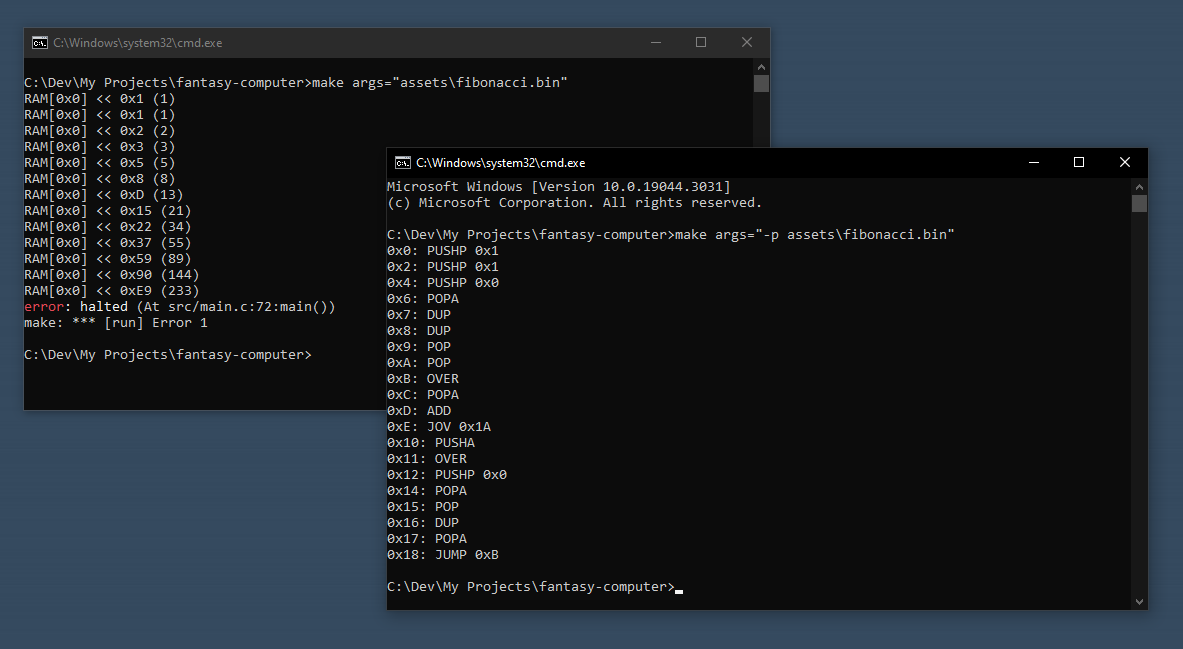 C:\Windows\system32\cmd.exe
C:\Dev\My Projects\fantasy-computer>make args="assets\fibonacci.bin"
RAM[0x0] << 0x1 (1)
RAM[0x0] << 0x1 (1)
RAM[0x0] << 0x2 (2)
RAM[0x0] << 0x3 (3)
RAM[0x0] << 0x5 (5)
RAM[0x0] << 0x8 (8)
RAM[0x0] << 0xD (13)
RAM[0x0] << 0x15 (21)
RAM[0x0] << 0x22 (34)
RAM[0x0] << 0x37 (55)
RAM[0x0] << 0x59 (89)
RAM[0x0] << 0x90 (144)
RAM[0x0] << 0xE9 (233)
error: halted (At src/main.c:72:main())
make: *** [run] Error 1
C:\Dev\My Projects\fantasy-computer>
C:\Windows\system32\cmd.exe
Microsoft Windows [Version 10.0.19044.3031]
(c) Microsoft Corporation. All rights reserved.
C:\Dev\My Projects\fantasy-computer>make args="-p assets\fibonacci.bin"
0x0: PUSHP 0x1
0x2: PUSHP 0x1
0x4: PUSHP 0x0
0x6: POPA
0x7: DUP
0x8: DUP
0x9: POP
0xA: POP
0xB: OVER
0xC: POPA
0xD: ADD
0xE: JOV 0x1A
0x10: PUSHA
0x11: OVER
0x12: PUSHP 0x0
0x14: POPA
0x15: POP
0x16: DUP
0x17: POPA
0x18: JUMP 0xB
C:\Dev\My Projects\fantasy-computer>